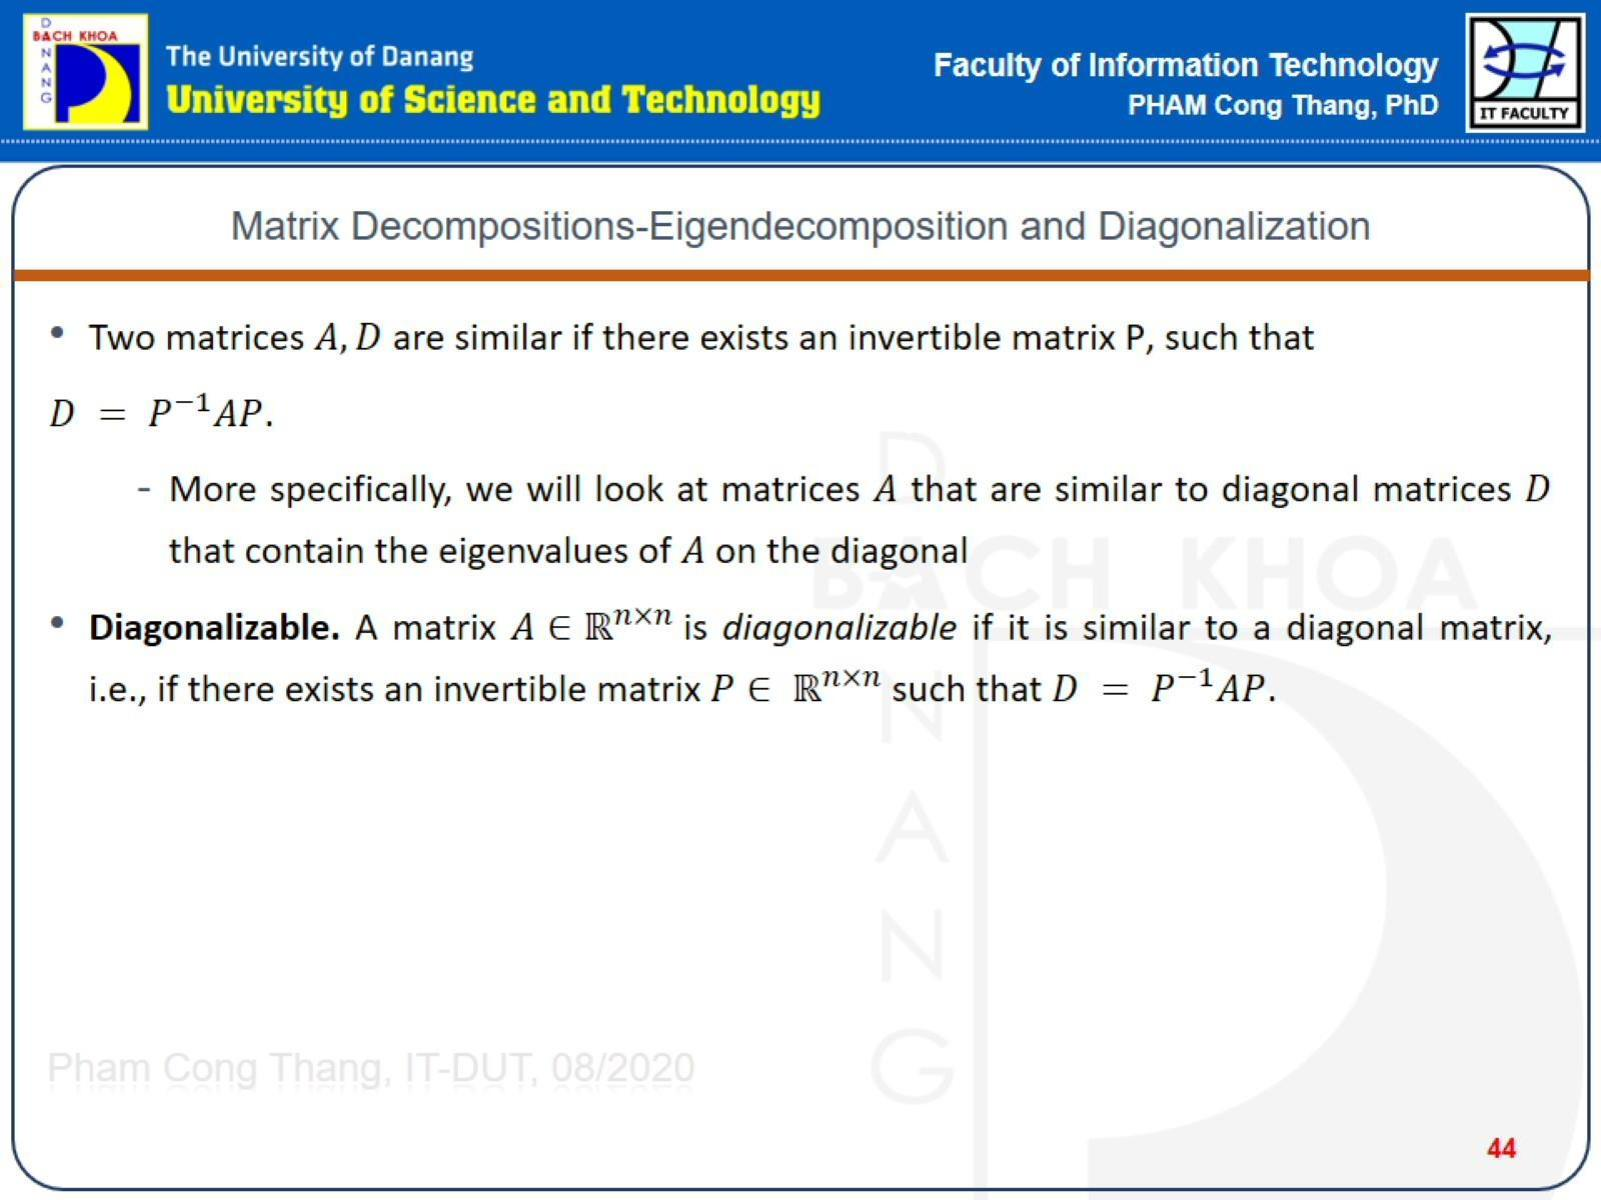 D
BACH KHOA
N
A
N
G
The University of Danang
University of Science and Technology
Faculty of Information Technology
PHAM Cong Thang, PhD
IT FACULTY
Matrix Decompositions-Eigendecomposition and Diagonalization
• Two matrices A, D are similar if there exists an invertible matrix P, such that
D = P⁻¹AP.
- More specifically, we will look at matrices A that are similar to diagonal matrices D
that contain the eigenvalues of A on the diagonal
• Diagonalizable. A matrix A ∈ ℝⁿˣⁿ is diagonalizable if it is similar to a diagonal matrix,
i.e., if there exists an invertible matrix P ∈ ℝⁿˣⁿ such that D = P⁻¹AP.
D
BACH KHOA
N
A
N
G
Pham Cong Thang, IT-DUT, 08/2020
44